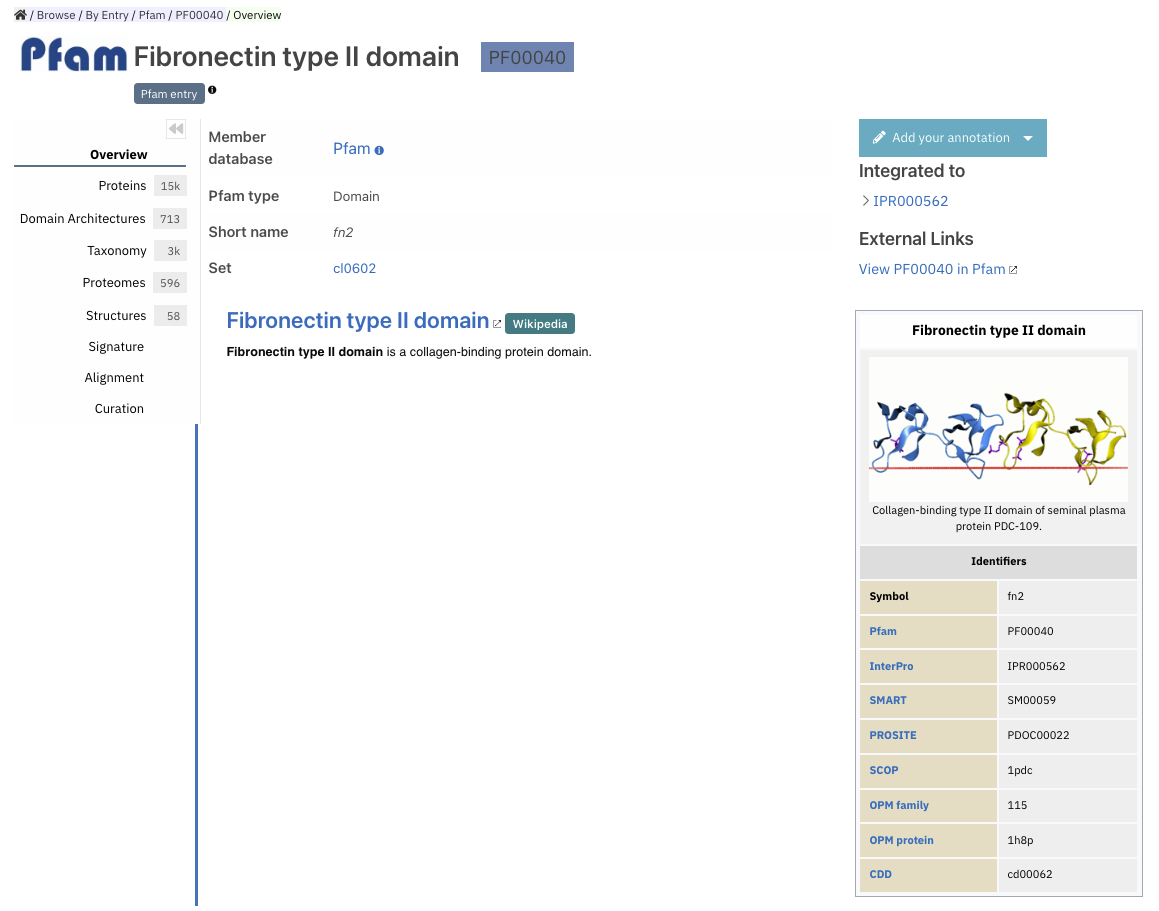 / Browse / By Entry / Pfam / PF00040 / Overview
Pfam Fibronectin type II domain PF00040
Pfam entry
Overview
Proteins 15k
Domain Architectures 713
Taxonomy 3k
Proteomes 596
Structures 58
Signature
Alignment
Curation
Member
database
Pfam
Pfam type Domain
Short name fn2
Set cl0602
Fibronectin type II domain Wikipedia
Fibronectin type II domain is a collagen-binding protein domain.
Add your annotation
Integrated to
IPR000562
External Links
View PF00040 in Pfam
Fibronectin type II domain
Collagen-binding type II domain of seminal plasma
protein PDC-109.
Identifiers
Symbol fn2
Pfam PF00040
InterPro IPR000562
SMART SM00059
PROSITE PDOC00022
SCOP 1pdc
OPM family 115
OPM protein 1h8p
CDD cd00062